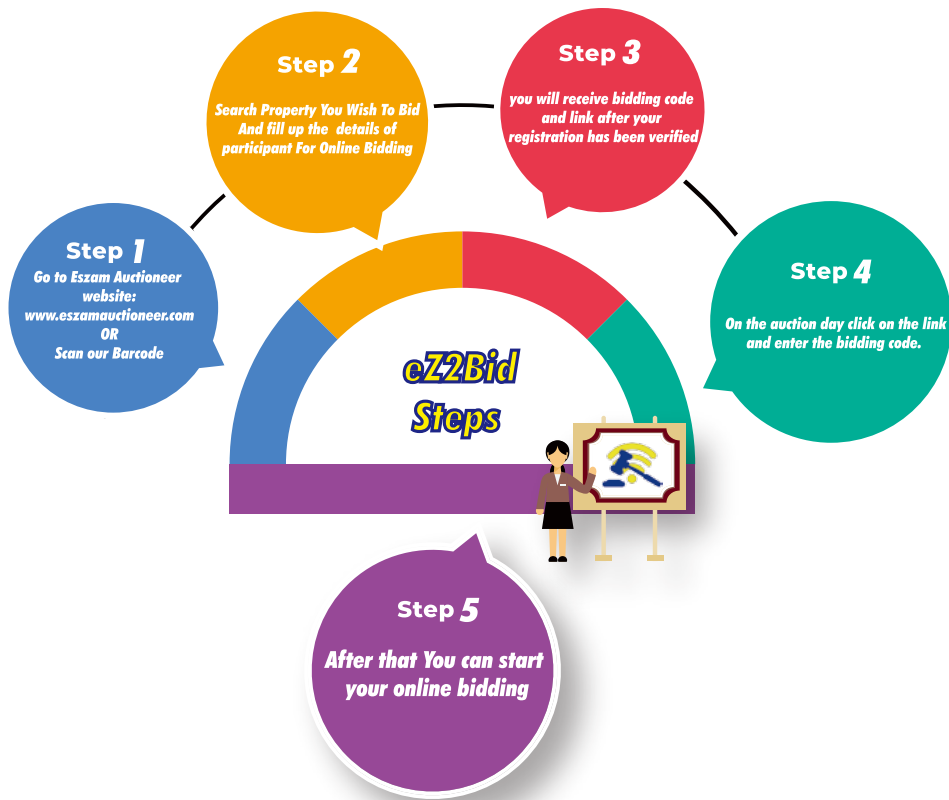 Step 1
Go to Eszam Auctioneer
website:
www.eszamauctioneer.com
OR
Scan our Barcode
Step 2
Search Property You Wish To Bid
And fill up the details of
participant For Online Bidding
Step 3
you will receive bidding code
and link after your
registration has been verified
Step 4
On the auction day click on the link
and enter the bidding code.
eZ2Bid
Steps
Step 5
After that You can start
your online bidding